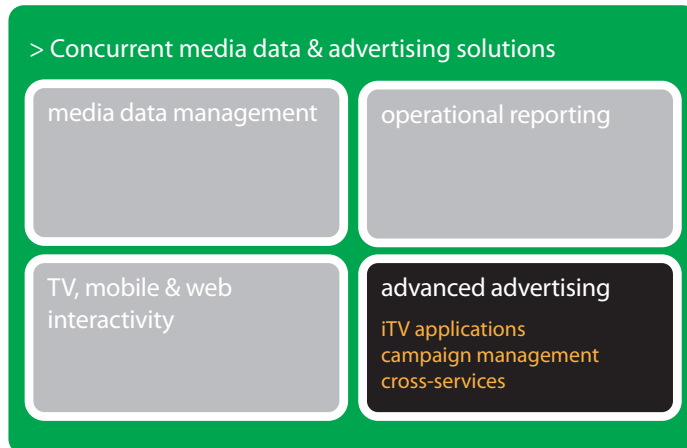 > Concurrent media data & advertising solutions
media data management
operational reporting
TV, mobile & web
interactivity
advanced advertising
iTV applications
campaign management
cross-services